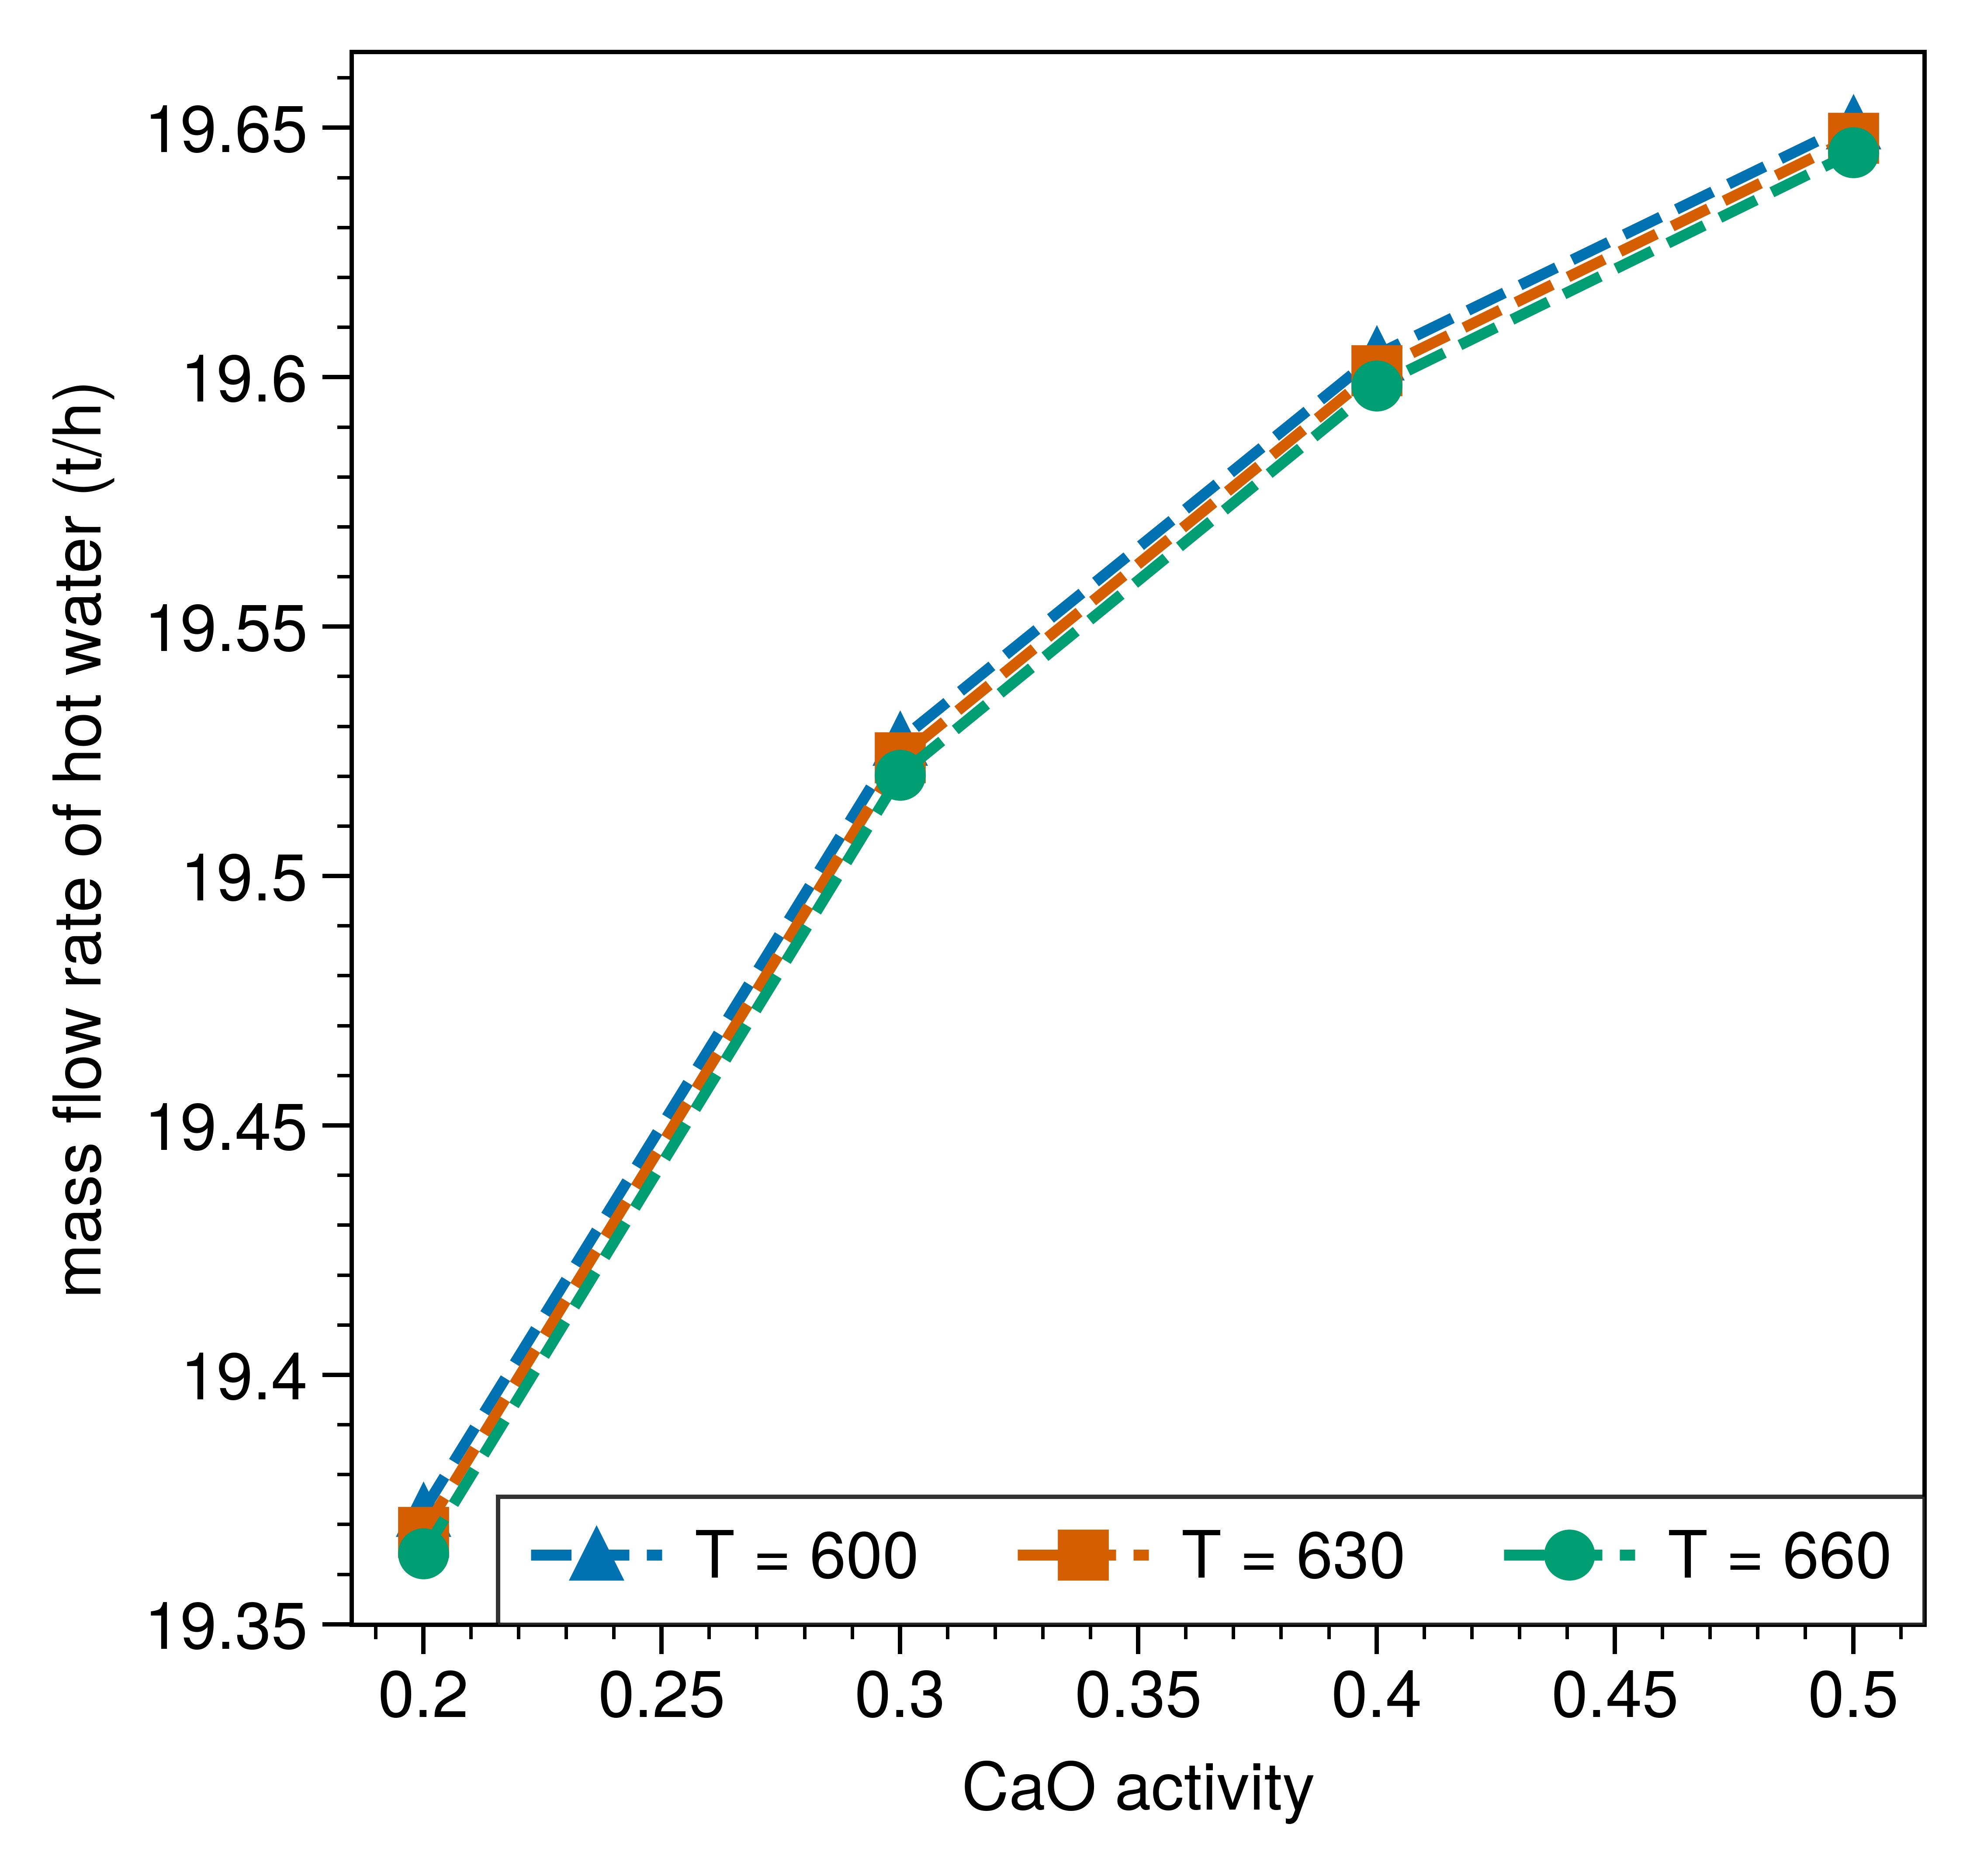 mass flow rate of hot water (t/h)
19.65
19.6
19.55
19.5
19.45
19.4
19.35
T = 600 T = 630 T = 660
0.2 0.25 0.3 0.35 0.4 0.45 0.5
CaO activity